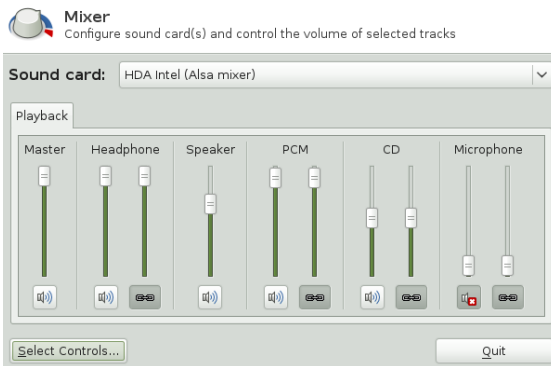 Mixer
Configure sound card(s) and control the volume of selected tracks
Sound card: HDA Intel (Alsa mixer)
Playback
Master Headphone Speaker PCM CD Microphone
Select Controls... Quit